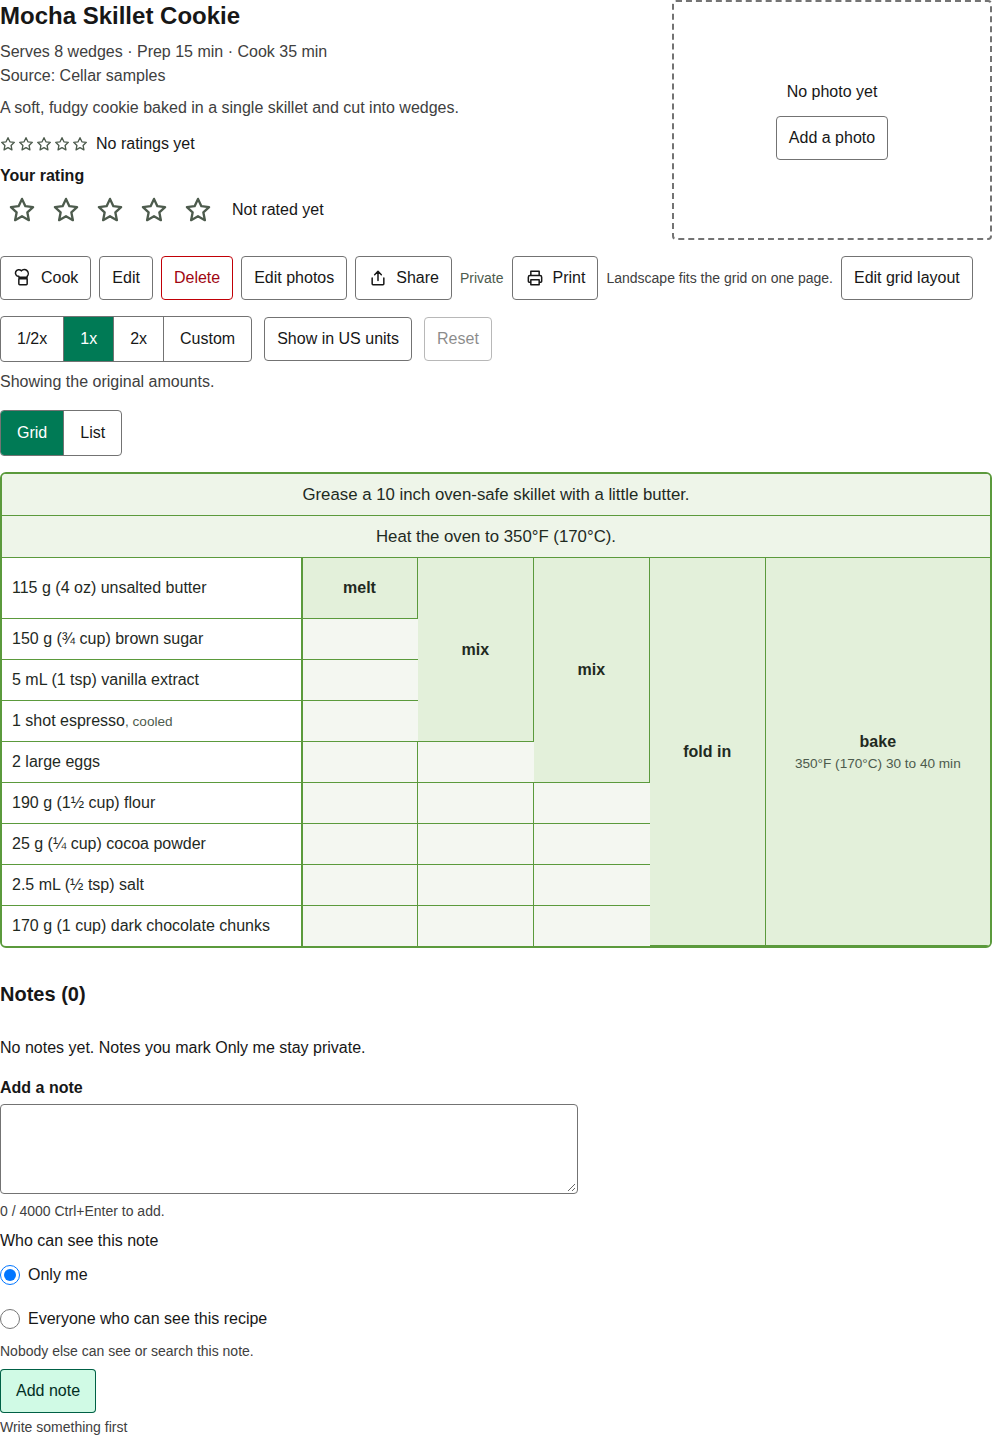 Mocha Skillet Cookie
Serves 8 wedges · Prep 15 min · Cook 35 min
Source: Cellar samples
A soft, fudgy cookie baked in a single skillet and cut into wedges.
No ratings yet
Your rating
Not rated yet
No photo yet
Add a photo
Cook Edit Delete Edit photos Share Private Print Landscape fits the grid on one page. Edit grid layout
1/2x 1x 2x Custom Show in US units Reset
Showing the original amounts.
Grid List
Grease a 10 inch oven-safe skillet with a little butter.
Heat the oven to 350°F (170°C).
115 g (4 oz) unsalted butter
melt
150 g (¾ cup) brown sugar
mix
5 mL (1 tsp) vanilla extract
mix
1 shot espresso, cooled
2 large eggs
fold in
bake
350°F (170°C) 30 to 40 min
190 g (1½ cup) flour
25 g (¼ cup) cocoa powder
2.5 mL (½ tsp) salt
170 g (1 cup) dark chocolate chunks
Notes (0)
No notes yet. Notes you mark Only me stay private.
Add a note
0 / 4000 Ctrl+Enter to add.
Who can see this note
Only me
Everyone who can see this recipe
Nobody else can see or search this note.
Add note
Write something first